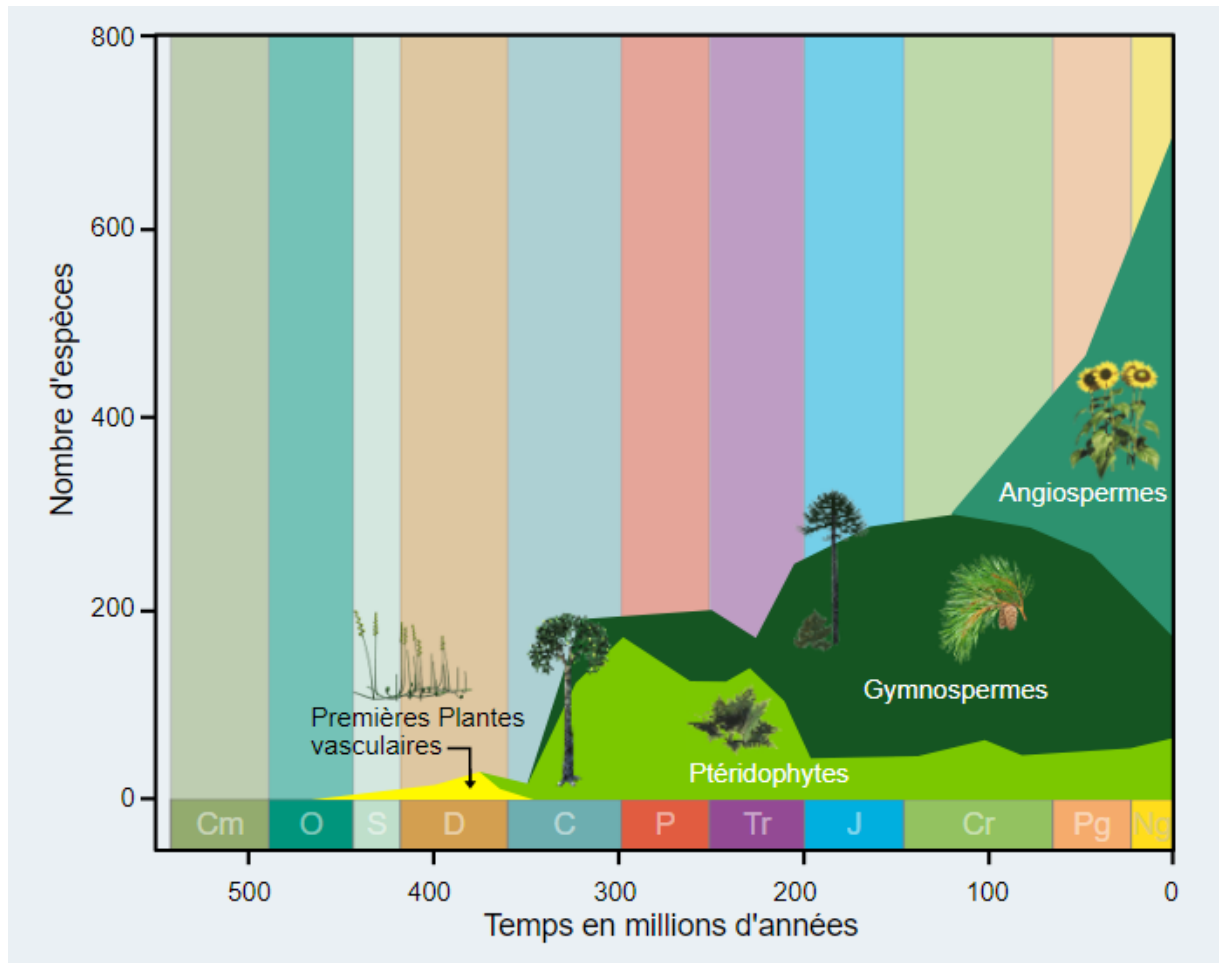 800
600
400
200
0
Nombre d'espèces
Premières Plantes
vasculaires
Angiospermes
Gymnospermes
Ptéridophytes
Cm O S D C P Tr J Cr Pg Ng
500 400 300 200 100 0
Temps en millions d'années